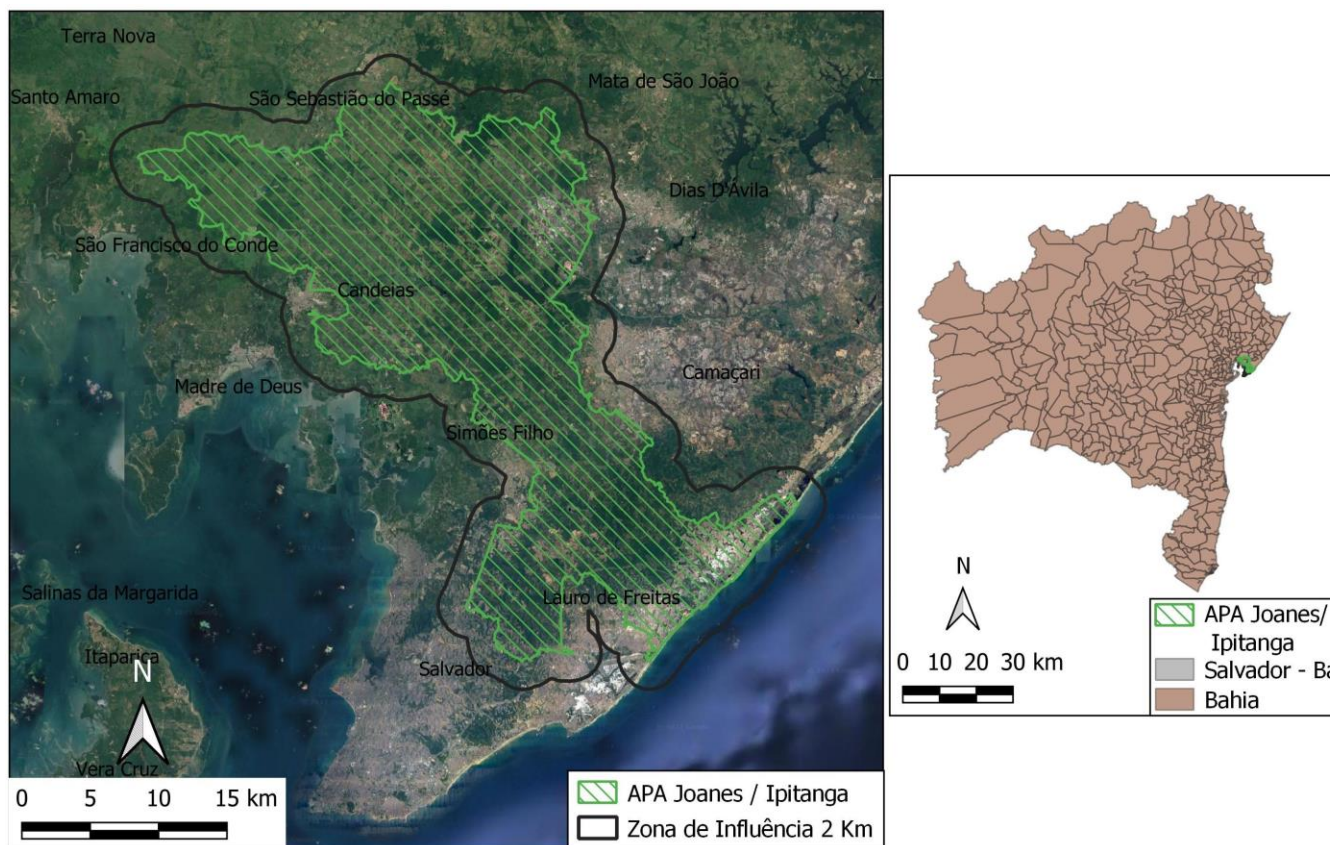 Terra Nova
Santo Amaro
São Sebastião do Passé
Mata de São João
Dias D'Ávila
São Francisco do Conde
Candeias
Madre de Deus
Camaçari
Simões Filho
Salinas da Margarida
Lauro de Freitas
Itaparica
Salvador
N
Vera Cruz
0 5 10 15 km
APA Joanes / Ipitanga
Zona de Influência 2 Km
N
0 10 20 30 km
APA Joanes/
Ipitanga
Salvador - Ba
Bahia